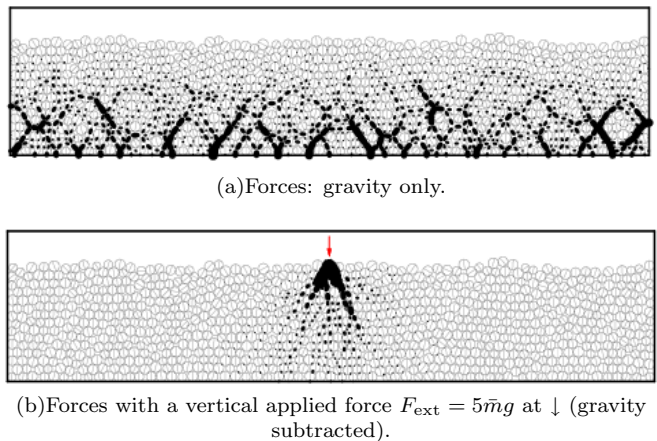 (a)Forces: gravity only.
(b)Forces with a vertical applied force F_ext = 5m̄g at ↓ (gravity
subtracted).